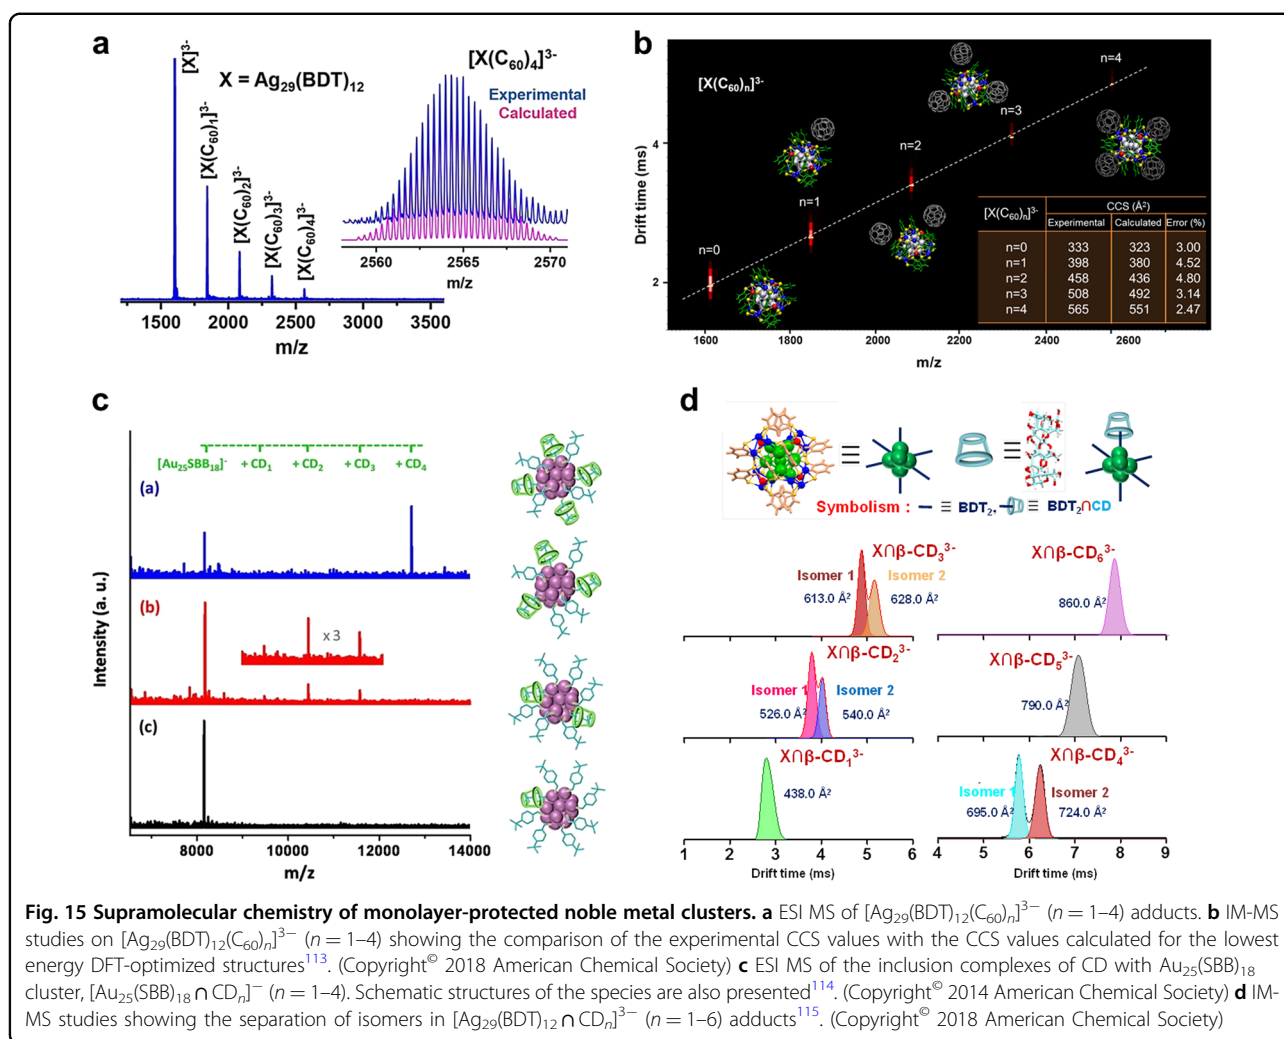 a
[X]³⁻
X = Ag₂₉(BDT)₁₂
[X(C₆₀)₁]³⁻
[X(C₆₀)₂]³⁻
[X(C₆₀)₃]³⁻
[X(C₆₀)₄]³⁻
1500 2000 2500 3000 3500
m/z
[X(C₆₀)₄]³⁻
Experimental
Calculated
2560 2565 2570
m/z
b
[X(C₆₀)ₙ]³⁻
n=4
n=3
n=2
n=1
n=0
Drift time (ms)
4
2
1600 1800 2000 2200 2400 2600
m/z
[X(C₆₀)ₙ]³⁻ CCS (Å²)
Experimental Calculated Error (%)
n=0 333 323 3.00
n=1 398 380 4.52
n=2 458 436 4.80
n=3 508 492 3.14
n=4 565 551 2.47
c
[Au₂₅SBB₁₈]⁻ + CD₁ + CD₂ + CD₃ + CD₄
(a)
(b)
x 3
(c)
Intensity (a. u.)
8000 10000 12000 14000
m/z
d
≡ ≡
Symbolism : ≡ BDT₂, ≡ BDT₂∩CD
X∩β-CD₃³⁻
Isomer 1 Isomer 2
613.0 Å² 628.0 Å²
X∩β-CD₆³⁻
860.0 Å²
X∩β-CD₂³⁻
Isomer 1 Isomer 2
526.0 Å² 540.0 Å²
X∩β-CD₅³⁻
790.0 Å²
X∩β-CD₁³⁻
438.0 Å²
X∩β-CD₄³⁻
Isomer 1 Isomer 2
695.0 Å² 724.0 Å²
1 2 3 4 5 6
Drift time (ms)
4 5 6 7 8 9
Drift time (ms)
Fig. 15 Supramolecular chemistry of monolayer-protected noble metal clusters. a ESI MS of [Ag₂₉(BDT)₁₂(C₆₀)ₙ]³⁻ (n = 1–4) adducts. b IM-MS
studies on [Ag₂₉(BDT)₁₂(C₆₀)ₙ]³⁻ (n = 1–4) showing the comparison of the experimental CCS values with the CCS values calculated for the lowest
energy DFT-optimized structures¹¹³. (Copyright© 2018 American Chemical Society) c ESI MS of the inclusion complexes of CD with Au₂₅(SBB)₁₈
cluster, [Au₂₅(SBB)₁₈ ∩ CDₙ]⁻ (n = 1–4). Schematic structures of the species are also presented¹¹⁴. (Copyright© 2014 American Chemical Society) d IM-
MS studies showing the separation of isomers in [Ag₂₉(BDT)₁₂ ∩ CDₙ]³⁻ (n = 1–6) adducts¹¹⁵. (Copyright© 2018 American Chemical Society)